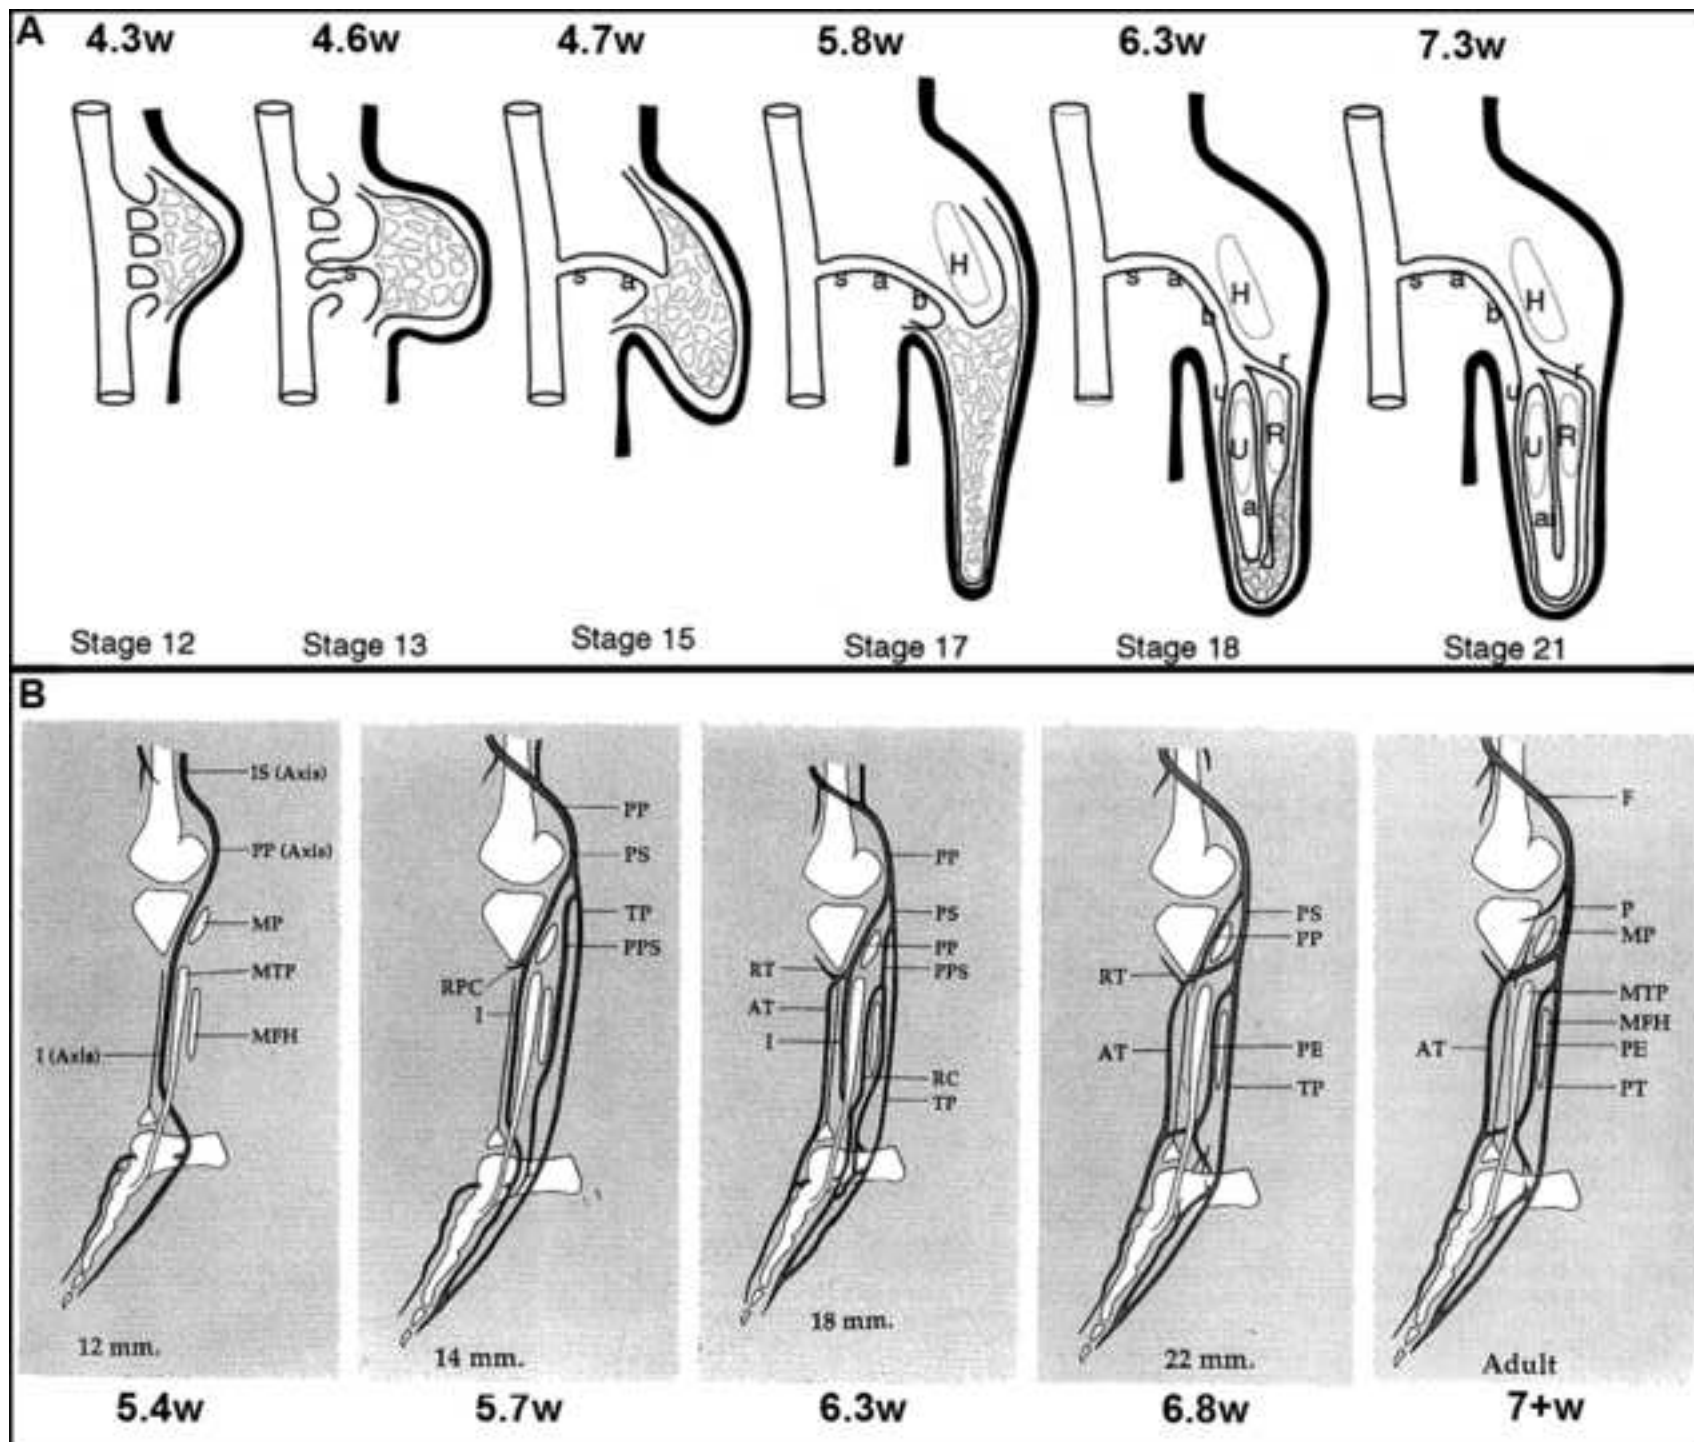 A
4.3w 4.6w 4.7w 5.8w 6.3w 7.3w
s
s a
s a b H
s a b H r u U R a
s a b H r u U R a
Stage 12 Stage 13 Stage 15 Stage 17 Stage 18 Stage 21
B
IS (Axis)
PP (Axis)
MP
MTP
MFH
I (Axis)
12 mm.
PP
PS
TP
PPS
RPC
I
14 mm.
PP
PS
PP
PPS
RT
AT
I
RC
TP
18 mm.
PS
PP
RT
AT
PE
TP
22 mm.
F
P
MP
MTP
MFH
AT
PE
PT
Adult
5.4w 5.7w 6.3w 6.8w 7+w